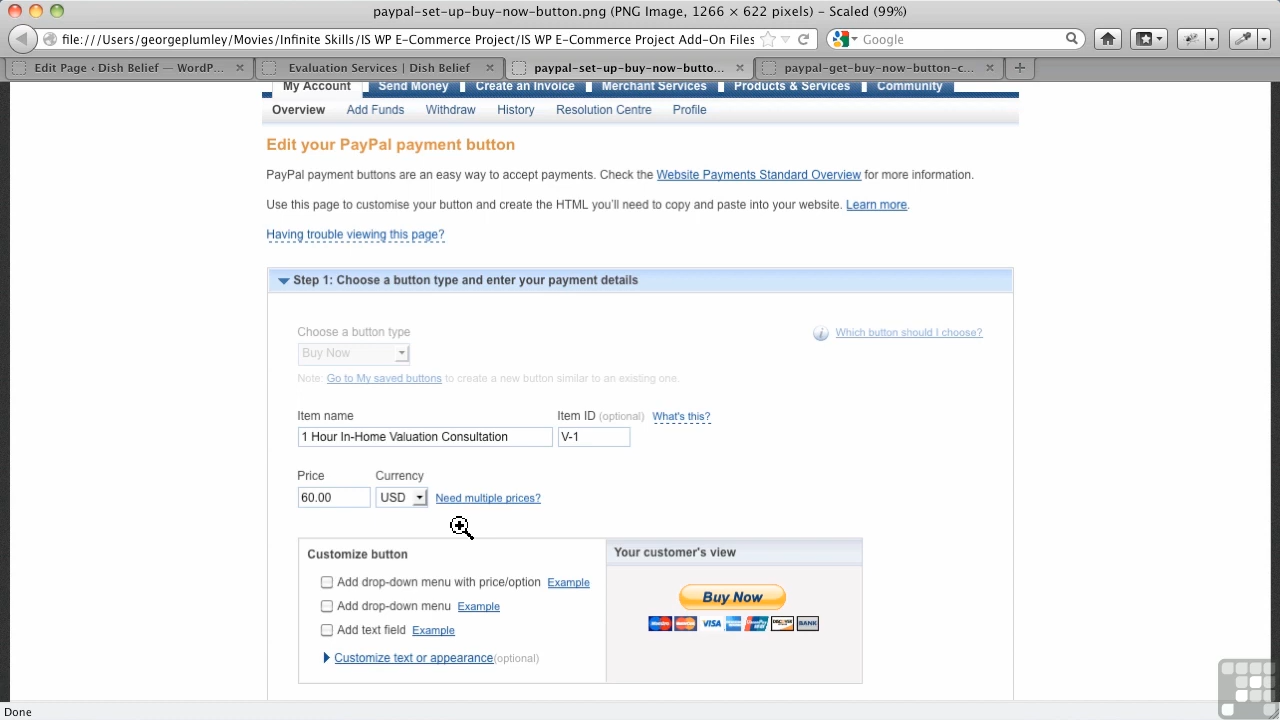 paypal-set-up-buy-now-button.png (PNG Image, 1266 × 622 pixels) – Scaled (99%)
file:///Users/georgeplumley/Movies/Infinite Skills/IS WP E-Commerce Project/IS WP E-Commerce Project Add-On Files
Google
Edit Page ‹ Dish Belief — WordP...
Evaluation Services | Dish Belief
paypal-set-up-buy-now-butto...
paypal-get-buy-now-button-c...
My Account Send Money Create an Invoice Merchant Services Products & Services Community
Overview Add Funds Withdraw History Resolution Centre Profile
Edit your PayPal payment button
PayPal payment buttons are an easy way to accept payments. Check the Website Payments Standard Overview for more information.
Use this page to customise your button and create the HTML you'll need to copy and paste into your website. Learn more.
Having trouble viewing this page?
Step 1: Choose a button type and enter your payment details
Choose a button type
Which button should I choose?
Buy Now
Note: Go to My saved buttons to create a new button similar to an existing one.
Item name Item ID (optional) What's this?
1 Hour In-Home Valuation Consultation V-1
Price Currency
60.00 USD Need multiple prices?
Customize button
Your customer's view
Add drop-down menu with price/option Example
Add drop-down menu Example
Add text field Example
Customize text or appearance(optional)
Buy Now
VISA
DISCOVER BANK
Done